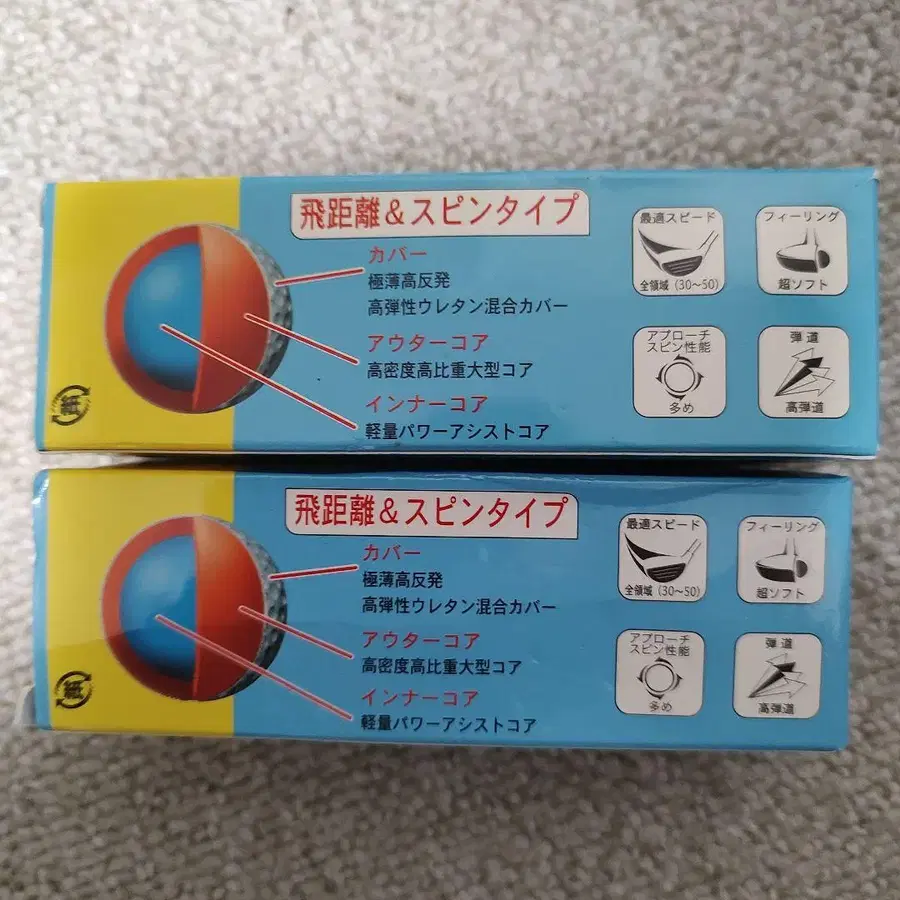 飛距離&スピンタイプ
カバー
極薄高反発
高弾性ウレタン混合カバー
アウターコア
高密度高比重大型コア
インナーコア
軽量パワーアシストコア
最適スピード
全領域(30〜50)
フィーリング
超ソフト
アプローチ
スピン性能
多め
弾道
高弾道
紙
飛距離&スピンタイプ
カバー
極薄高反発
高弾性ウレタン混合カバー
アウターコア
高密度高比重大型コア
インナーコア
軽量パワーアシストコア
最適スピード
全領域(30〜50)
フィーリング
超ソフト
アプローチ
スピン性能
多め
弾道
高弾道
紙